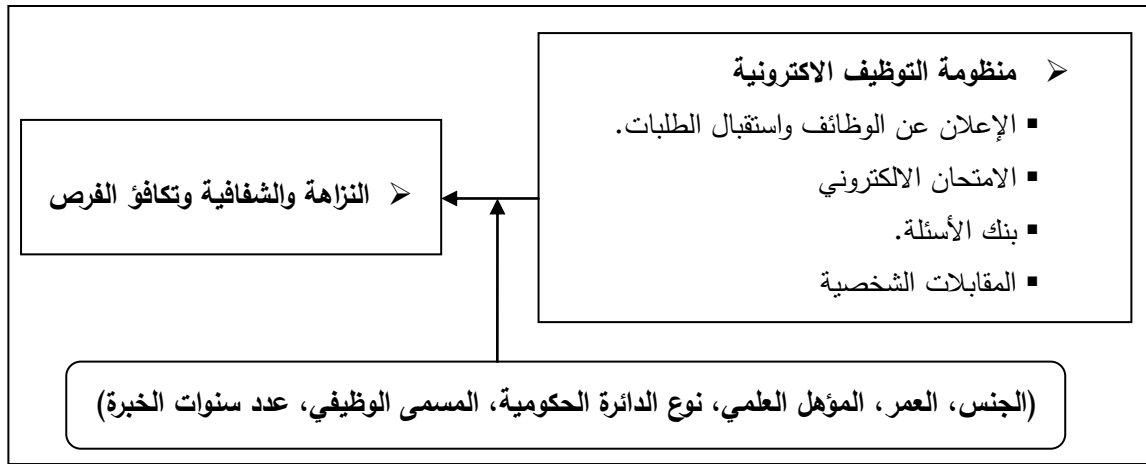 منظومة التوظيف الاكترونية
الإعلان عن الوظائف واستقبال الطلبات.
الامتحان الالكتروني
بنك الأسئلة.
المقابلات الشخصية
النزاهة والشفافية وتكافؤ الفرص
(الجنس، العمر، المؤهل العلمي، نوع الدائرة الحكومية، المسمى الوظيفي، عدد سنوات الخبرة)